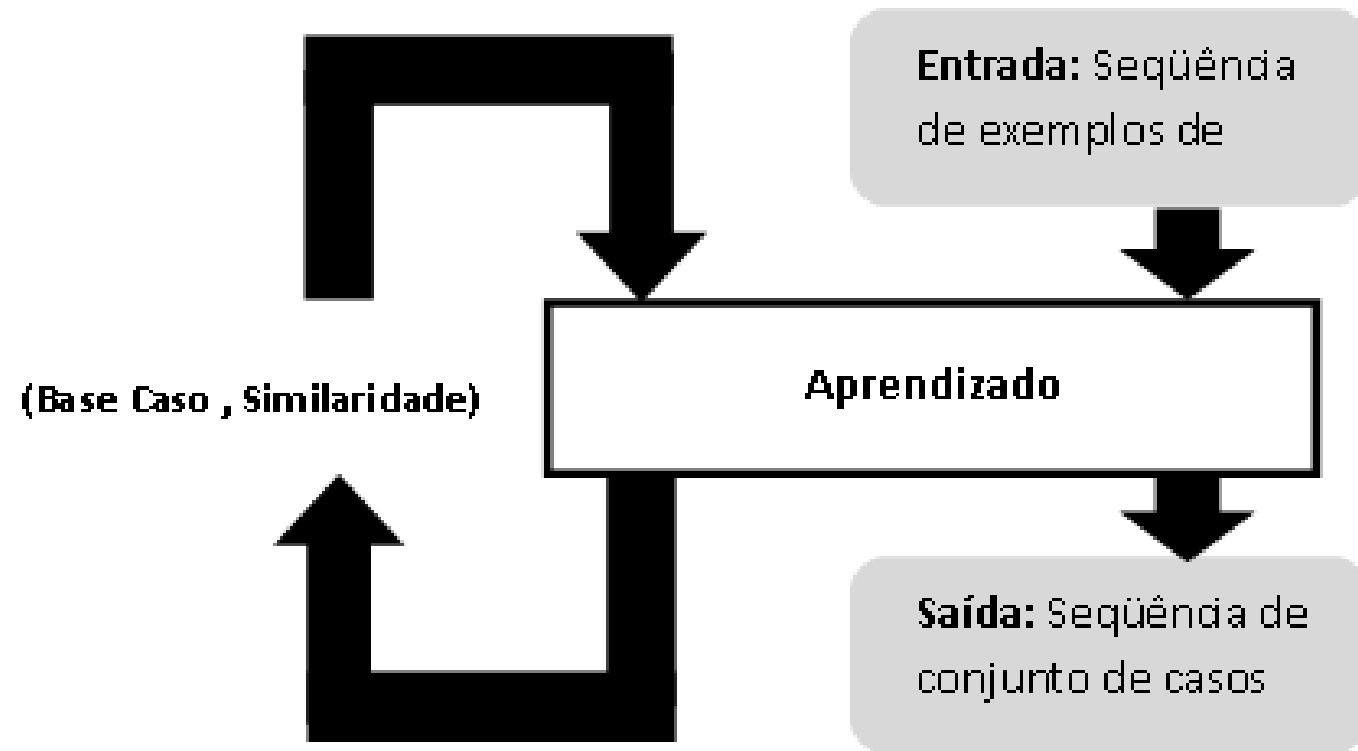 Entrada: Seqüência
de exemplos de
(Base Caso , Similaridade)
Aprendizado
Saída: Seqüência de
conjunto de casos